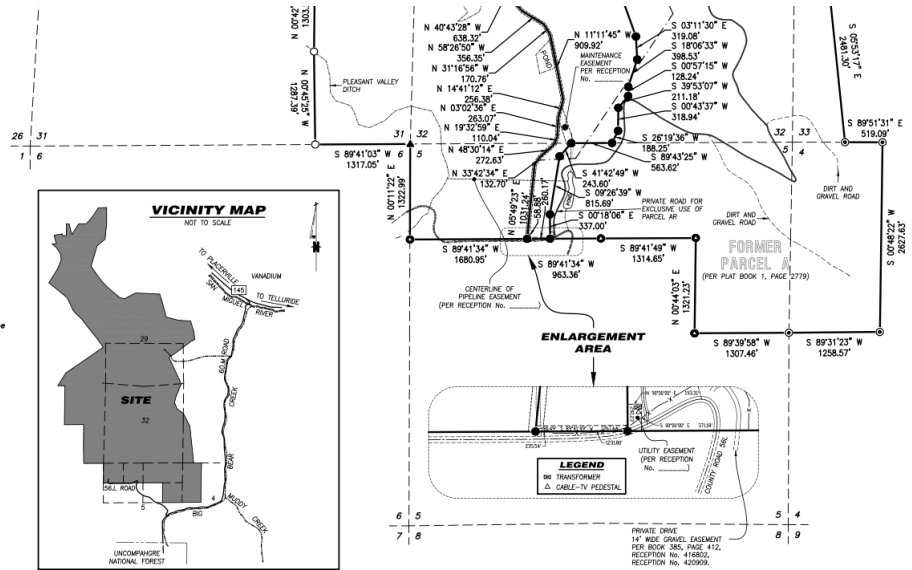 N 40°43'28" W
638.32'
N 58°26'50" W
356.35'
N 31°16'56" W
170.76'
N 14°41'12" E
256.38'
N 03°02'36" E
263.07'
N 19°32'59" E
110.04'
N 48°30'14" E
272.63'
N 33°42'34" E
132.70'
N 11°11'45" W
909.92'
MAINTENANCE
EASEMENT
PER RECEPTION
No.
POND
S 03°11'30" E
319.08'
S 18°06'33" W
398.53'
S 00°57'15" W
128.24'
S 39°53'07" W
211.18'
S 00°43'37" W
318.94'
S 26°19'36" W
188.25'
S 89°43'25" W
563.62'
S 41°42'49" W
243.60'
S 09°26'39" W
815.69'
S 00°18'06" E
337.00'
PRIVATE ROAD FOR
EXCLUSIVE USE OF
PARCEL AR
S 05°53'17" E
2481.30'
S 89°51'31" E
519.09'
32 33
5 4
DIRT AND
GRAVEL ROAD
DIRT AND
GRAVEL ROAD
S 00°48'22" W
2627.63'
FORMER
PARCEL A
(PER PLAT BOOK 1, PAGE 2779)
PLEASANT VALLEY
DITCH
N 00°45'25" W
1287.39'
26 31
1 6
31 32
6 5
S 89°41'03" W
1317.05'
N 00°11'22" E
1322.99'
N 05°49'23" E
1031.24'
58.88'
260.17'
S 89°41'34" W
1680.95'
S 89°41'34" W
963.36'
S 89°41'49" W
1314.65'
N 00°44'03" E
1321.23'
S 89°39'58" W
1307.46'
S 89°31'23" W
1258.57'
CENTERLINE OF
PIPELINE EASEMENT
(PER RECEPTION No.)
ENLARGEMENT
AREA
VICINITY MAP
NOT TO SCALE
TO PLACERVILLE
VANADIUM
145
TO TELLURIDE
SAN MIGUEL RIVER
29
60.M ROAD
CREEK
SITE
32
BEAR
56.L ROAD
5
4
BIG
MUDDY
CREEK
UNCOMPAHGRE
NATIONAL FOREST
LEGEND
TRANSFORMER
CABLE-TV PEDESTAL
UTILITY EASEMENT
(PER RECEPTION
No.)
COUNTY ROAD 56L
PRIVATE DRIVE
14' WIDE GRAVEL EASEMENT
PER BOOK 385, PAGE 412,
RECEPTION No. 416802,
RECEPTION No. 420909.
6 5
7 8
5 4
8 9